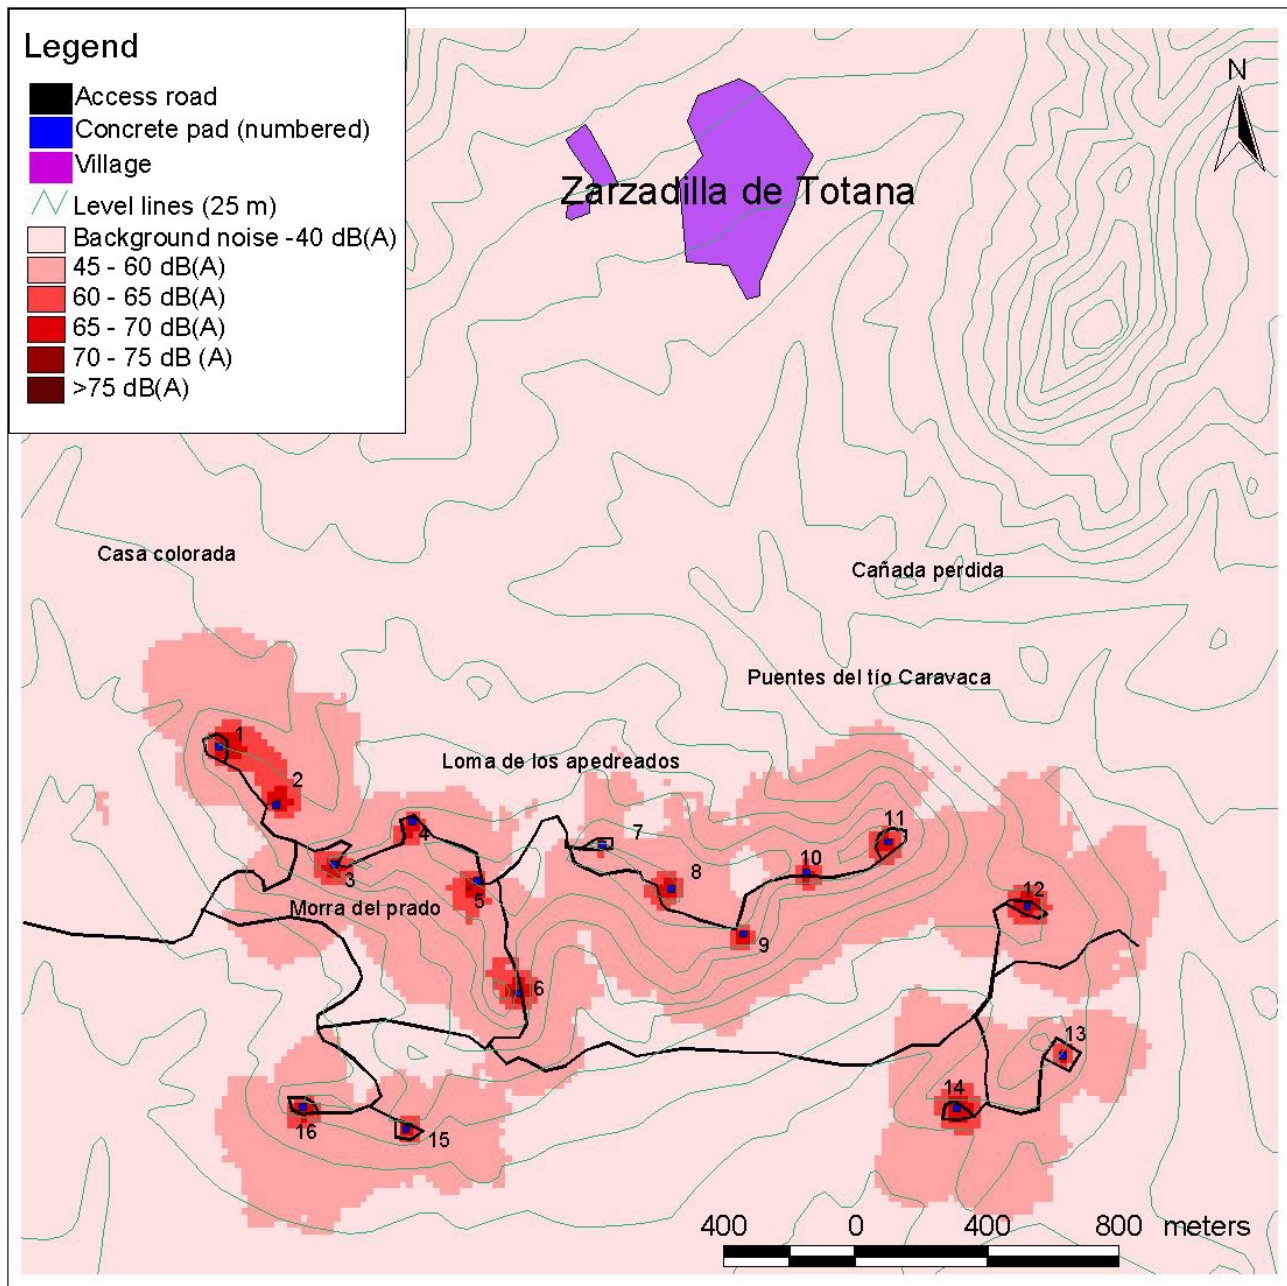 Legend
Access road
Concrete pad (numbered)
Village
Level lines (25 m)
Background noise -40 dB(A)
45 - 60 dB(A)
60 - 65 dB(A)
65 - 70 dB(A)
70 - 75 dB (A)
>75 dB(A)
N
Zarzadilla de Totana
Casa colorada
Cañada perdida
Puentes del tío Caravaca
1
Loma de los apedreados
2
11
4
7
10
3
8
5
12
Morra del prado
9
6
13
14
16
15
400 0 400 800 meters